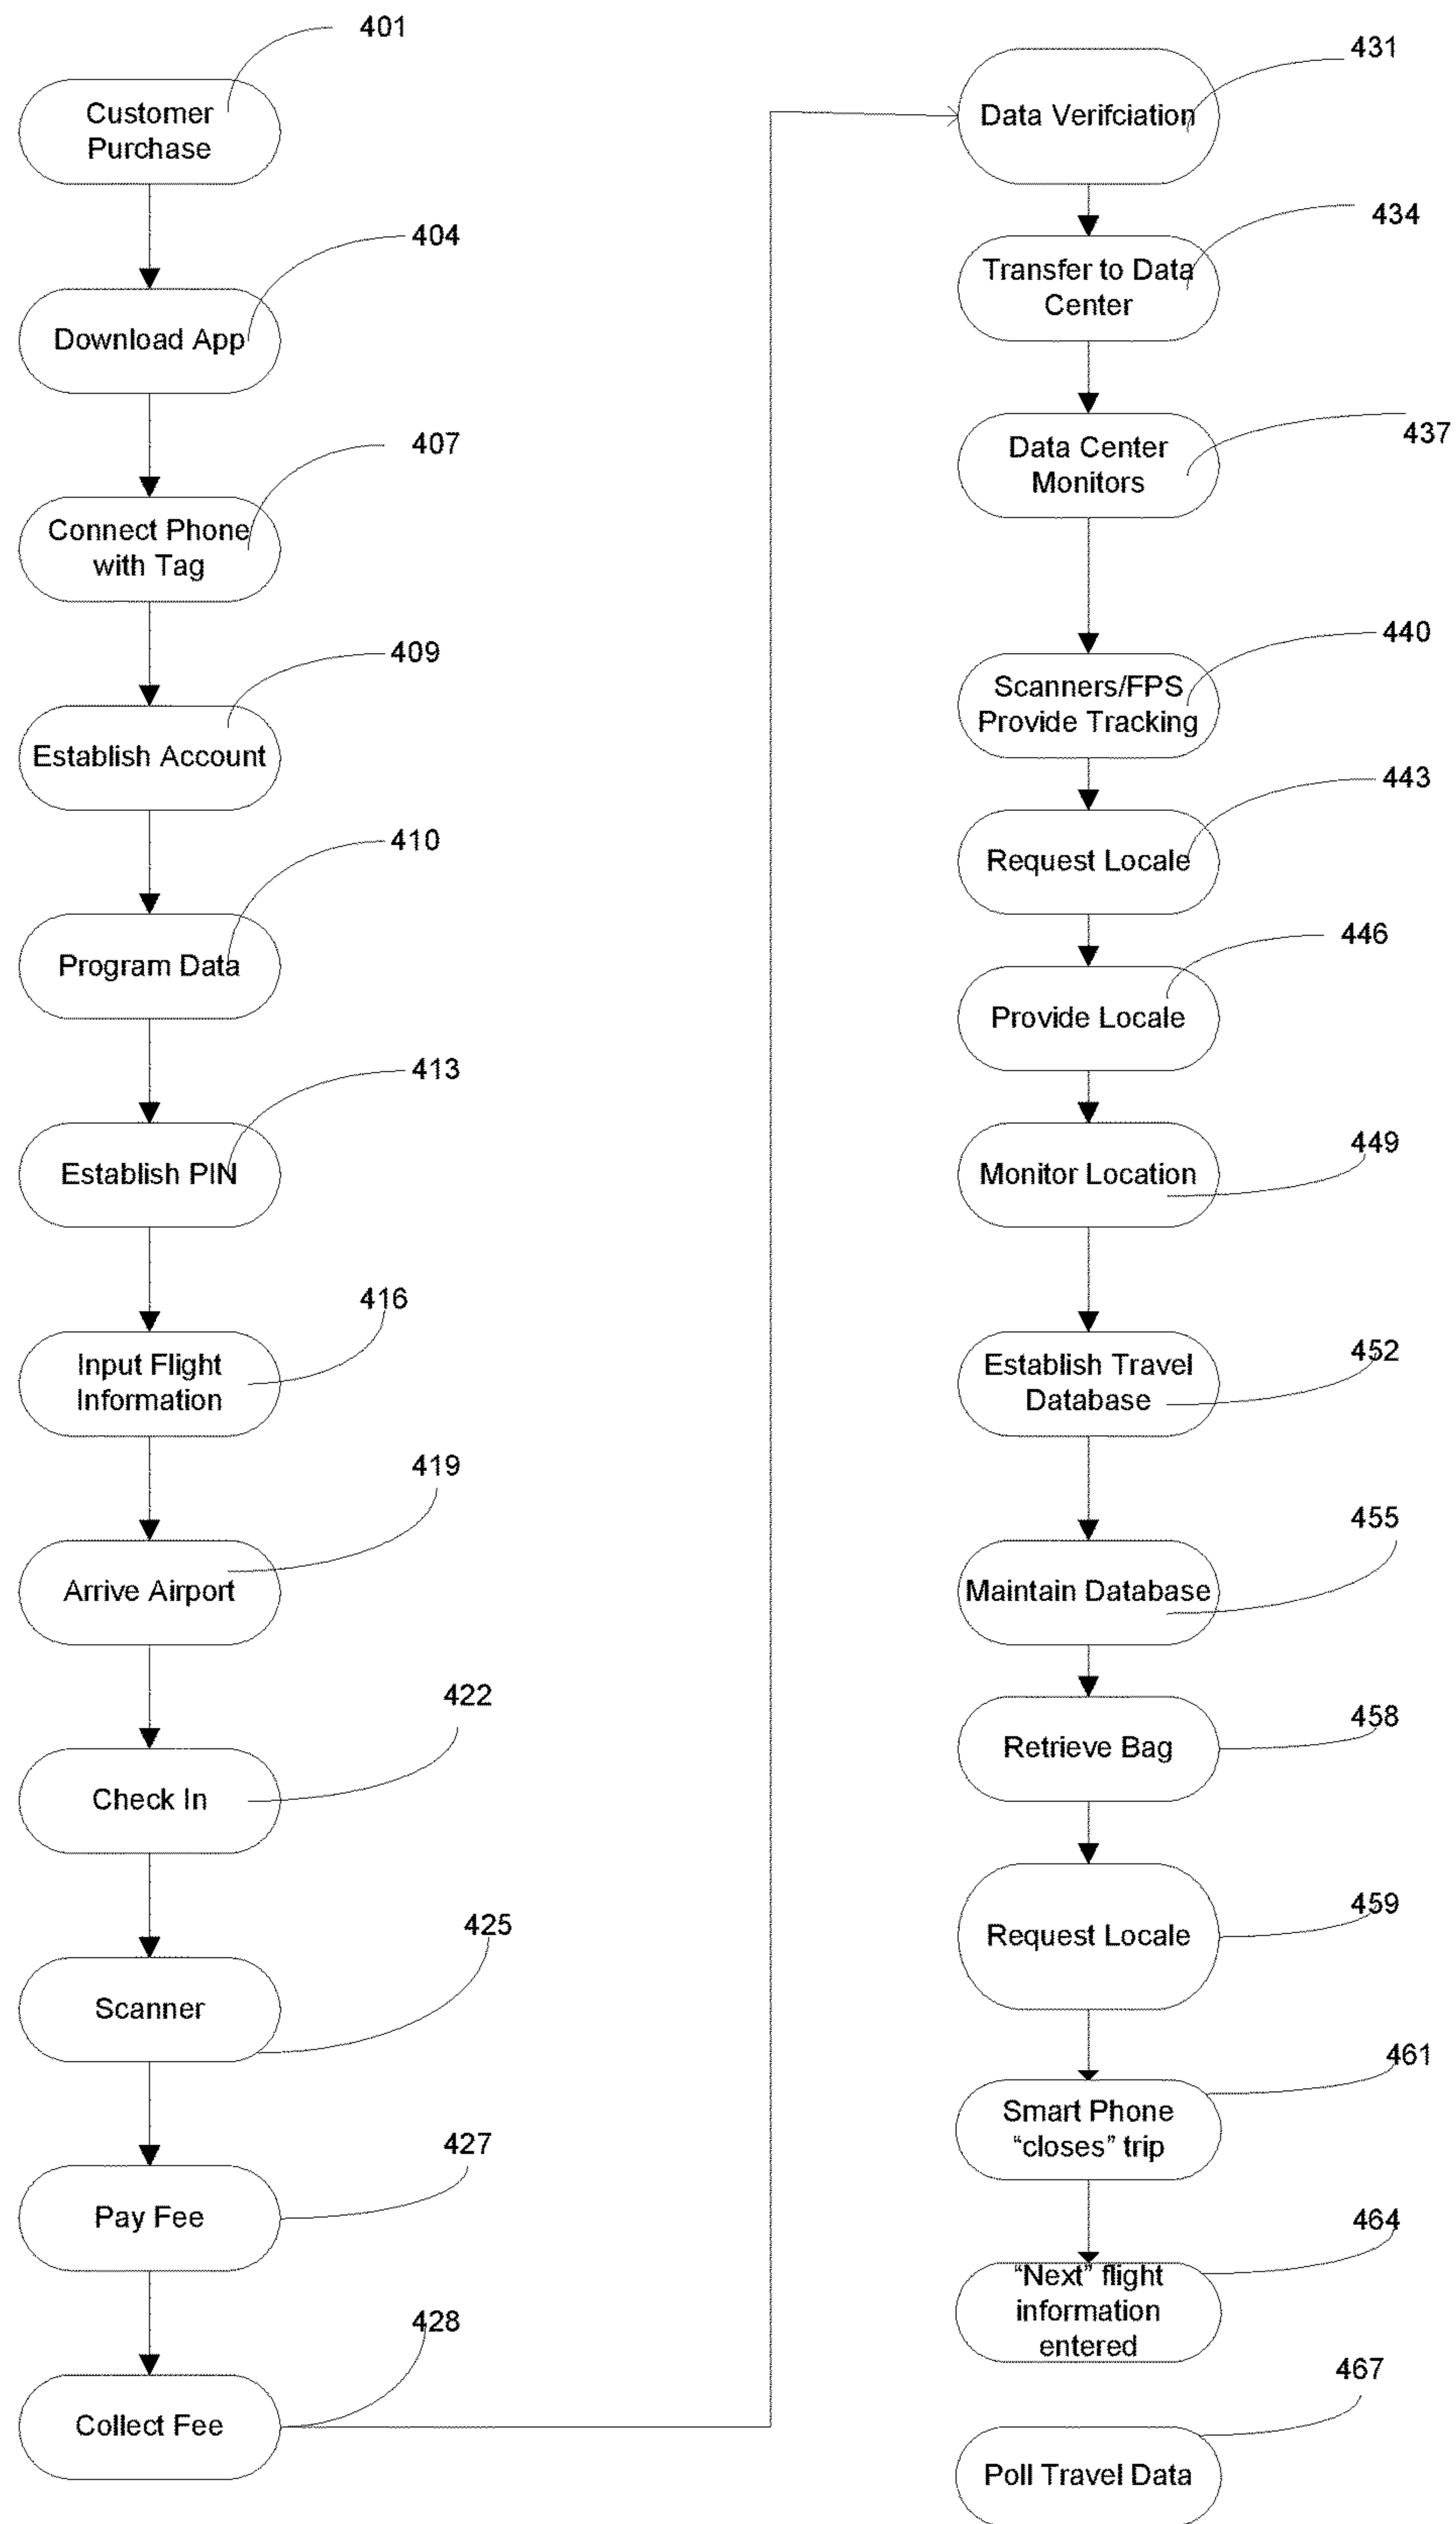 401
Customer
Purchase
404
Download App
407
Connect Phone
with Tag
409
Establish Account
410
Program Data
413
Establish PIN
416
Input Flight
Information
419
Arrive Airport
422
Check In
425
Scanner
427
Pay Fee
428
Collect Fee
431
Data Verifciation
434
Transfer to Data
Center
437
Data Center
Monitors
440
Scanners/FPS
Provide Tracking
443
Request Locale
446
Provide Locale
449
Monitor Location
452
Establish Travel
Database
455
Maintain Database
458
Retrieve Bag
459
Request Locale
461
Smart Phone
“closes” trip
464
“Next” flight
information
entered
467
Poll Travel Data